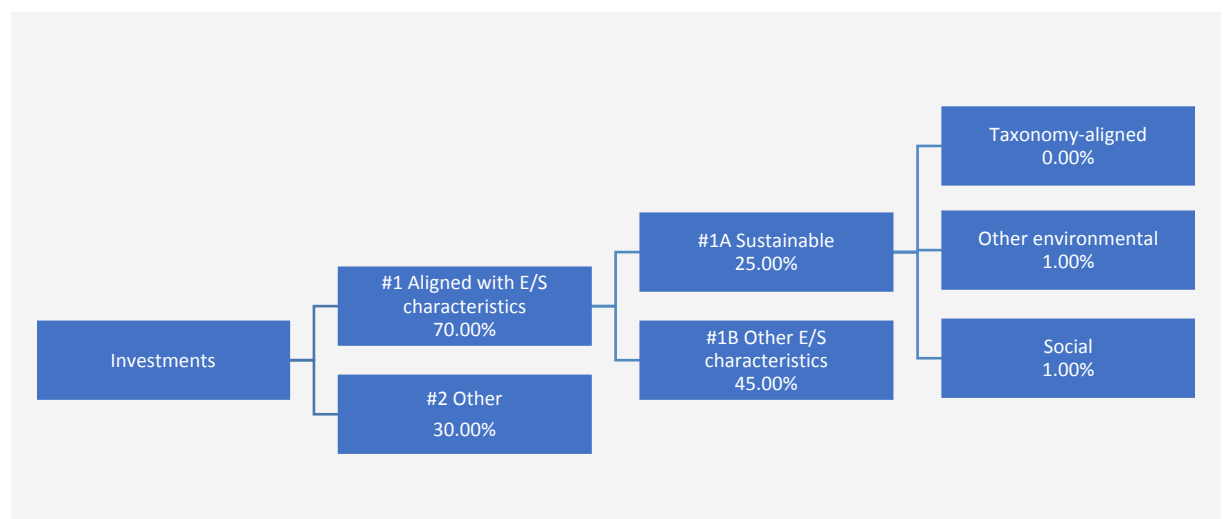 Investments
#1 Aligned with E/S
characteristics
70.00%
#2 Other
30.00%
#1A Sustainable
25.00%
#1B Other E/S
characteristics
45.00%
Taxonomy-aligned
0.00%
Other environmental
1.00%
Social
1.00%